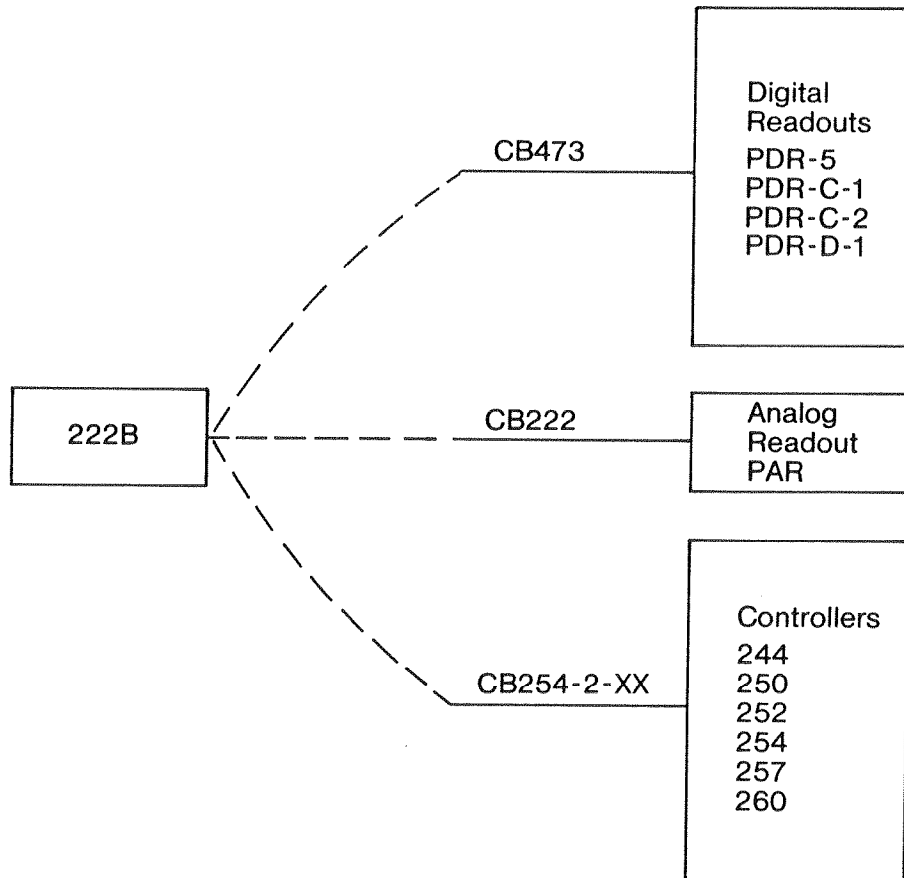 Digital
Readouts
PDR-5
PDR-C-1
PDR-C-2
PDR-D-1
CB473
222B
CB222
Analog
Readout
PAR
CB254-2-XX
Controllers
244
250
252
254
257
260